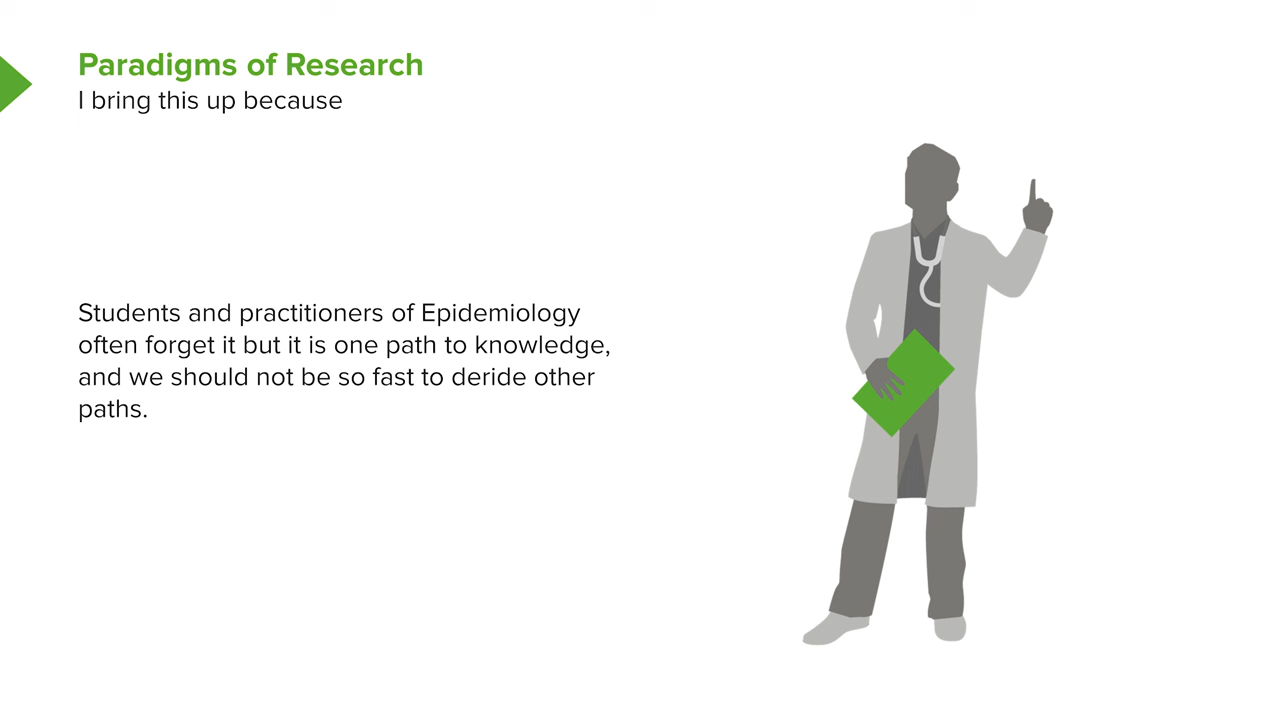 Paradigms of Research
I bring this up because
Students and practitioners of Epidemiology
often forget it but it is one path to knowledge,
and we should not be so fast to deride other
paths.